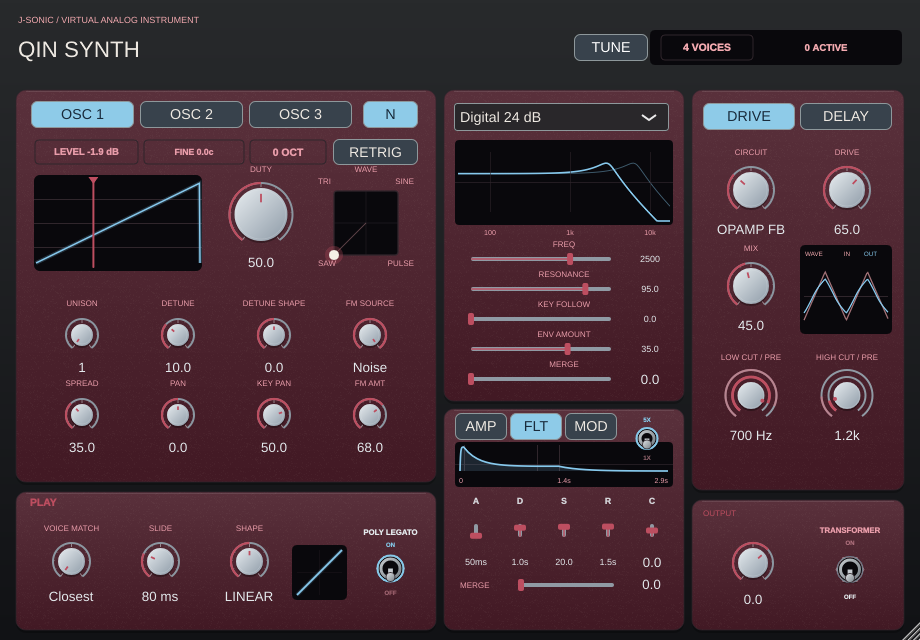 J-SONIC / VIRTUAL ANALOG INSTRUMENT
QIN SYNTH
TUNE
4 VOICES
0 ACTIVE
OSC 1
OSC 2
OSC 3
N
LEVEL -1.9 dB
FINE 0.0c
0 OCT
RETRIG
DUTY
WAVE
TRI
SINE
SAW
PULSE
50.0
UNISON
DETUNE
DETUNE SHAPE
FM SOURCE
1
10.0
0.0
Noise
SPREAD
PAN
KEY PAN
FM AMT
35.0
0.0
50.0
68.0
PLAY
VOICE MATCH
SLIDE
SHAPE
POLY LEGATO
ON
OFF
Closest
80 ms
LINEAR
Digital 24 dB
100
1k
10k
FREQ
2500
RESONANCE
95.0
KEY FOLLOW
0.0
ENV AMOUNT
35.0
MERGE
0.0
AMP
FLT
MOD
5X
1X
0
1.4s
2.9s
A
D
S
R
C
50ms
1.0s
20.0
1.5s
0.0
MERGE
0.0
DRIVE
DELAY
CIRCUIT
DRIVE
OPAMP FB
65.0
MIX
WAVE
IN
OUT
45.0
LOW CUT / PRE
HIGH CUT / PRE
700 Hz
1.2k
OUTPUT
TRANSFORMER
ON
OFF
0.0